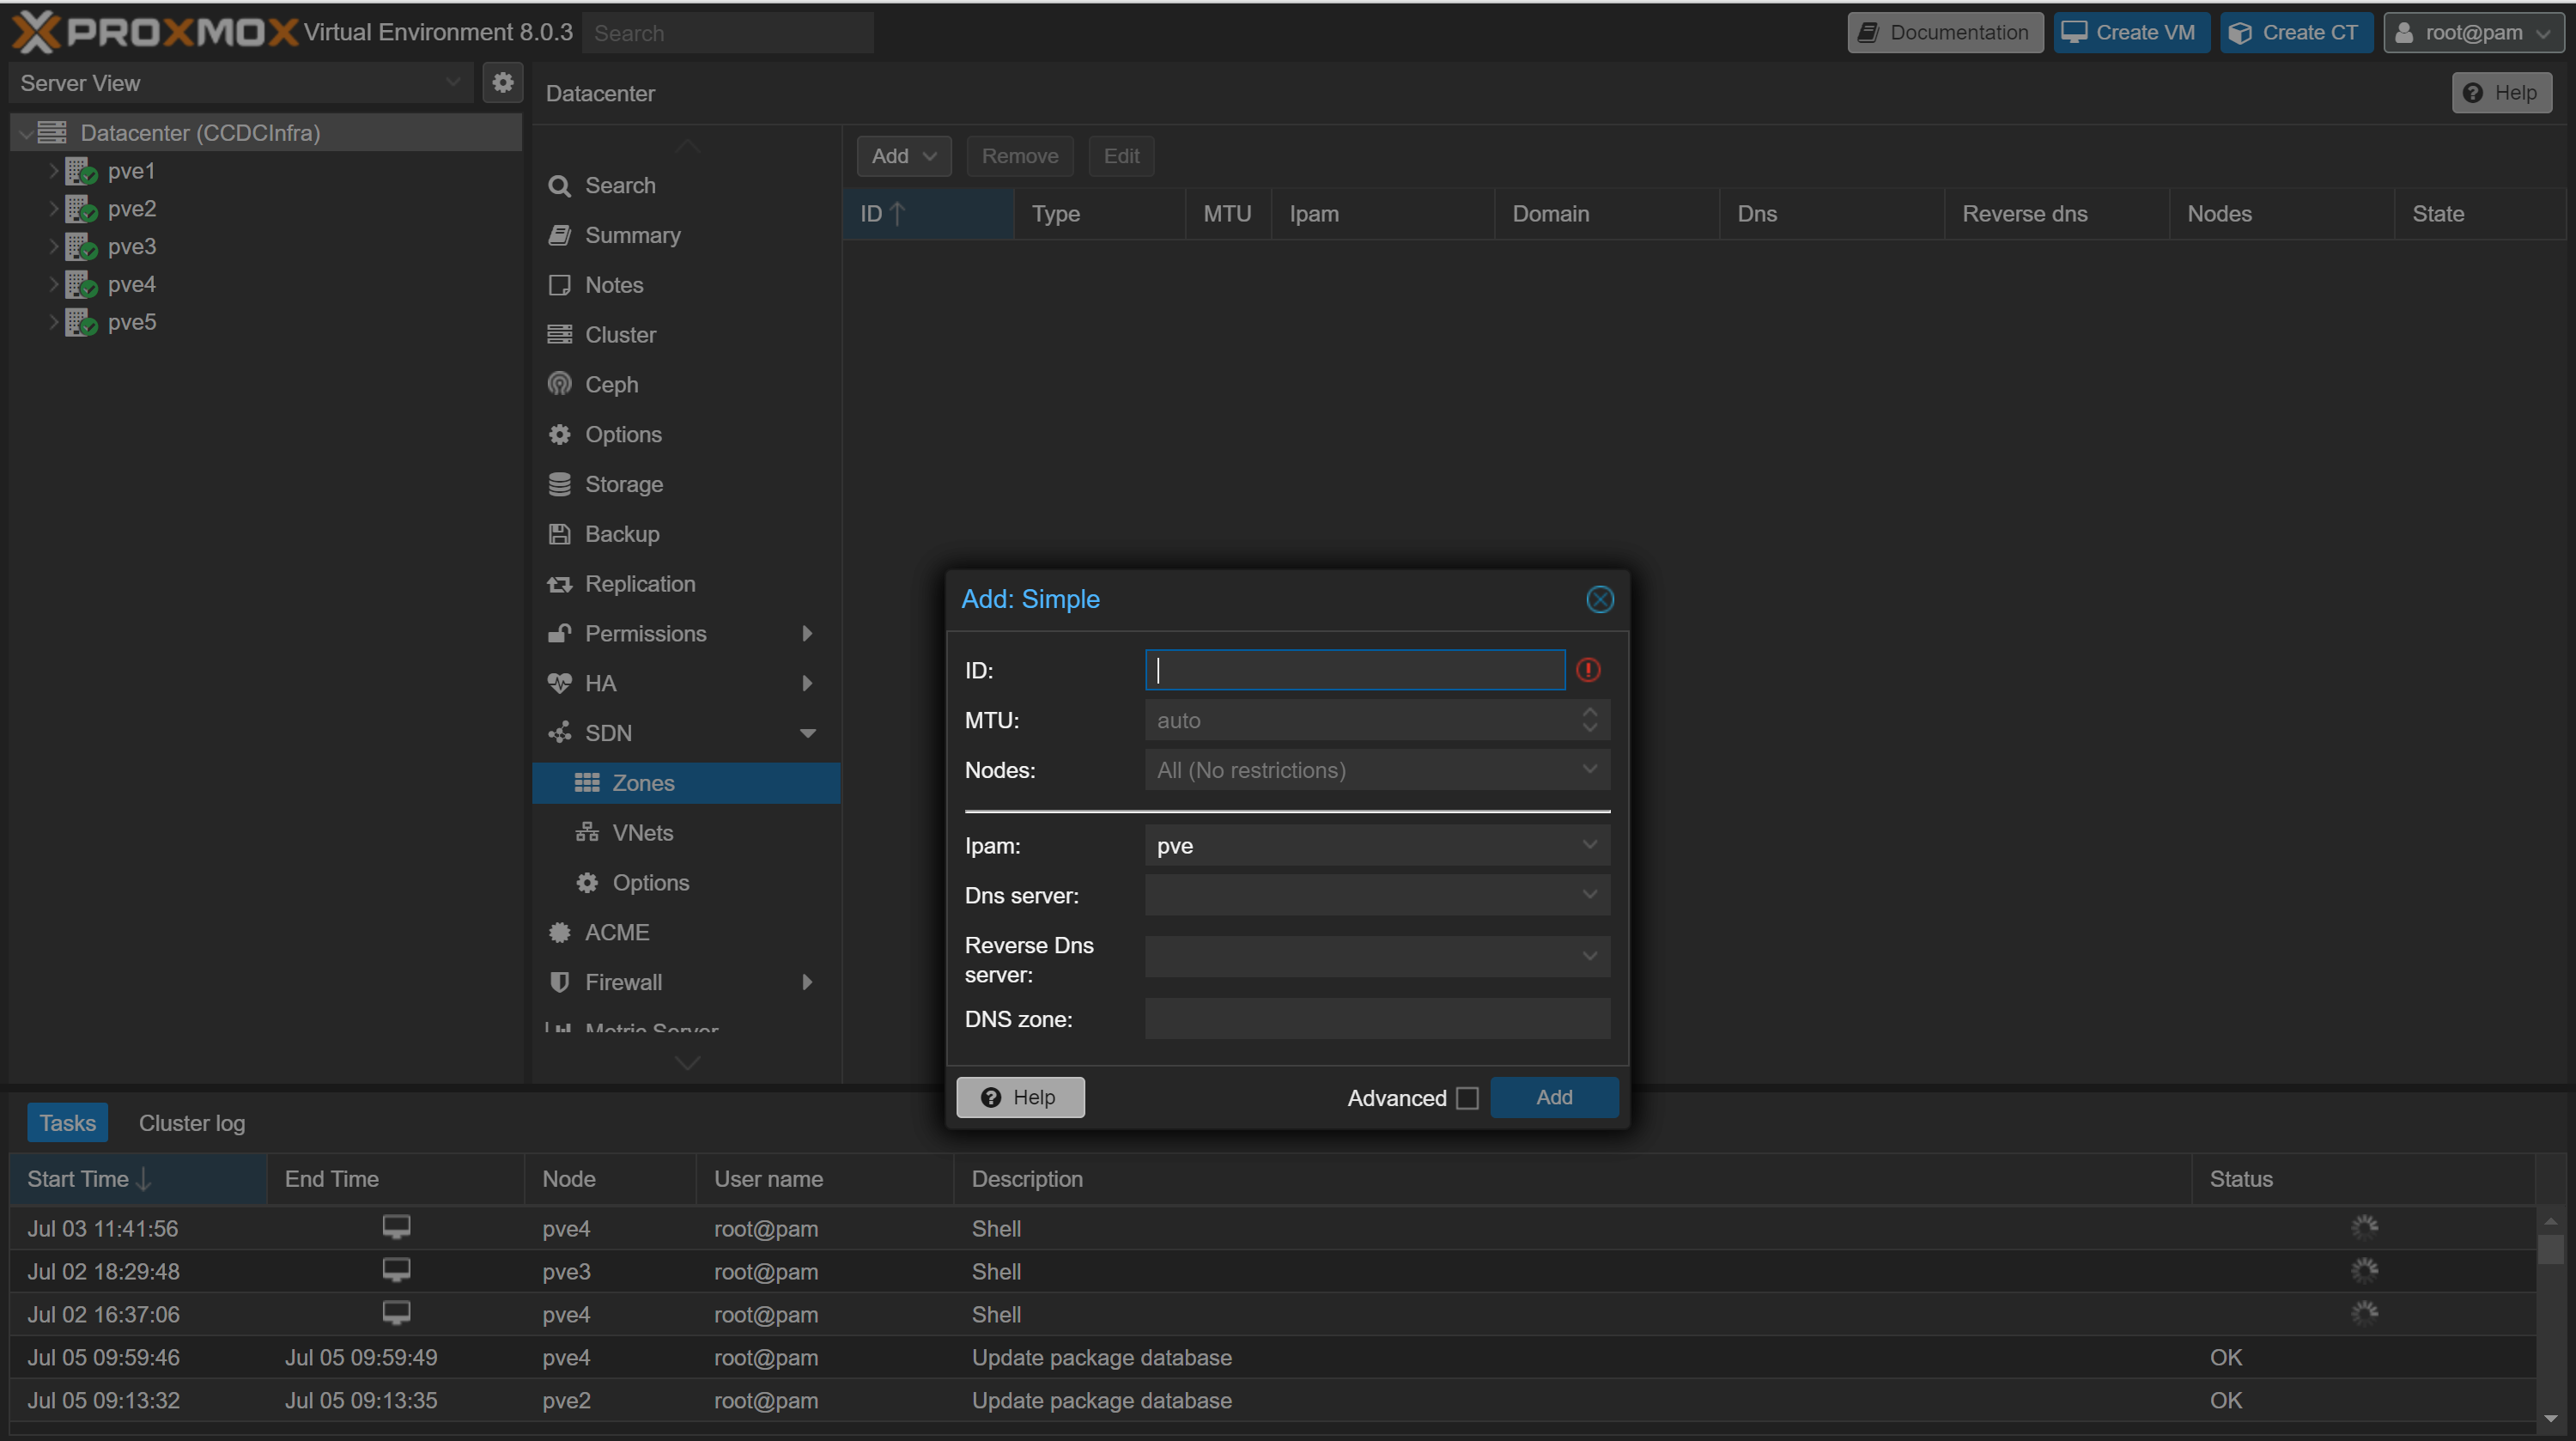 PROXMOX Virtual Environment 8.0.3 Search Documentation Create VM Create CT root@pam
Server View
Datacenter (CCDCInfra)
pve1
pve2
pve3
pve4
pve5
Datacenter Help
Search
Summary
Notes
Cluster
Ceph
Options
Storage
Backup
Replication
Permissions
HA
SDN
Zones
VNets
Options
ACME
Firewall
Metric Server
Add Remove Edit
ID Type MTU Ipam Domain Dns Reverse dns Nodes State
Add: Simple
ID:
MTU: auto
Nodes: All (No restrictions)
Ipam: pve
Dns server:
Reverse Dns
server:
DNS zone:
Help Advanced Add
Tasks Cluster log
Start Time End Time Node User name Description Status
Jul 03 11:41:56 pve4 root@pam Shell
Jul 02 18:29:48 pve3 root@pam Shell
Jul 02 16:37:06 pve4 root@pam Shell
Jul 05 09:59:46 Jul 05 09:59:49 pve4 root@pam Update package database OK
Jul 05 09:13:32 Jul 05 09:13:35 pve2 root@pam Update package database OK